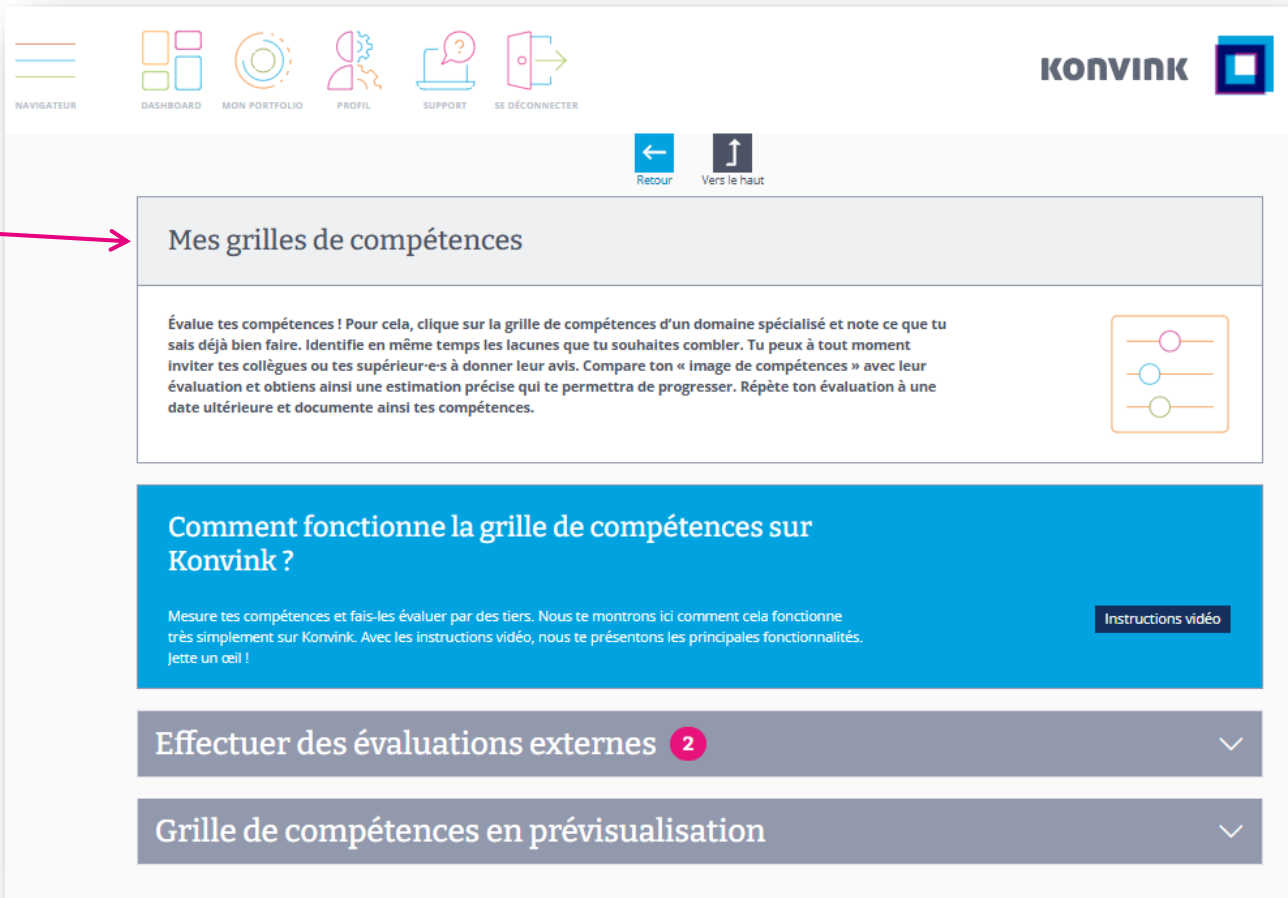 NAVIGATEUR
DASHBOARD
MON PORTFOLIO
PROFIL
SUPPORT
SE DÉCONNECTER
KONVINK
Retour
Vers le haut
Mes grilles de compétences
Évalue tes compétences ! Pour cela, clique sur la grille de compétences d’un domaine spécialisé et note ce que tu
sais déjà bien faire. Identifie en même temps les lacunes que tu souhaites combler. Tu peux à tout moment
inviter tes collègues ou tes supérieur·e·s à donner leur avis. Compare ton « image de compétences » avec leur
évaluation et obtiens ainsi une estimation précise qui te permettra de progresser. Répète ton évaluation à une
date ultérieure et documente ainsi tes compétences.
Comment fonctionne la grille de compétences sur
Konvink ?
Mesure tes compétences et fais-les évaluer par des tiers. Nous te montrons ici comment cela fonctionne
très simplement sur Konvink. Avec les instructions vidéo, nous te présentons les principales fonctionnalités.
Jette un œil !
Instructions vidéo
Effectuer des évaluations externes 2
Grille de compétences en prévisualisation